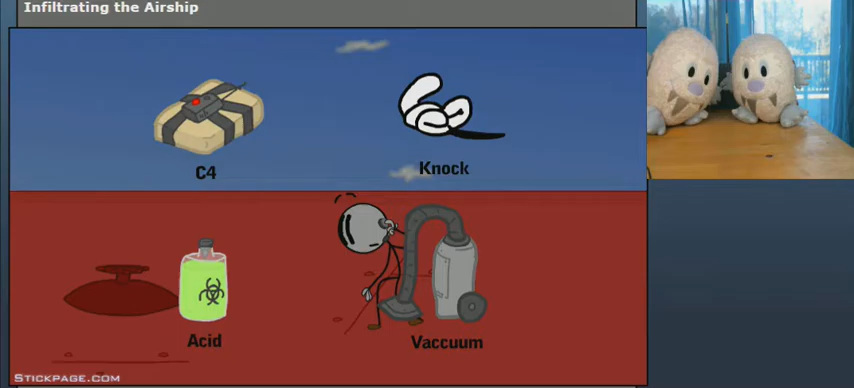 Infiltrating the Airship
C4
Knock
Acid
Vaccuum
STICKPAGE.COM